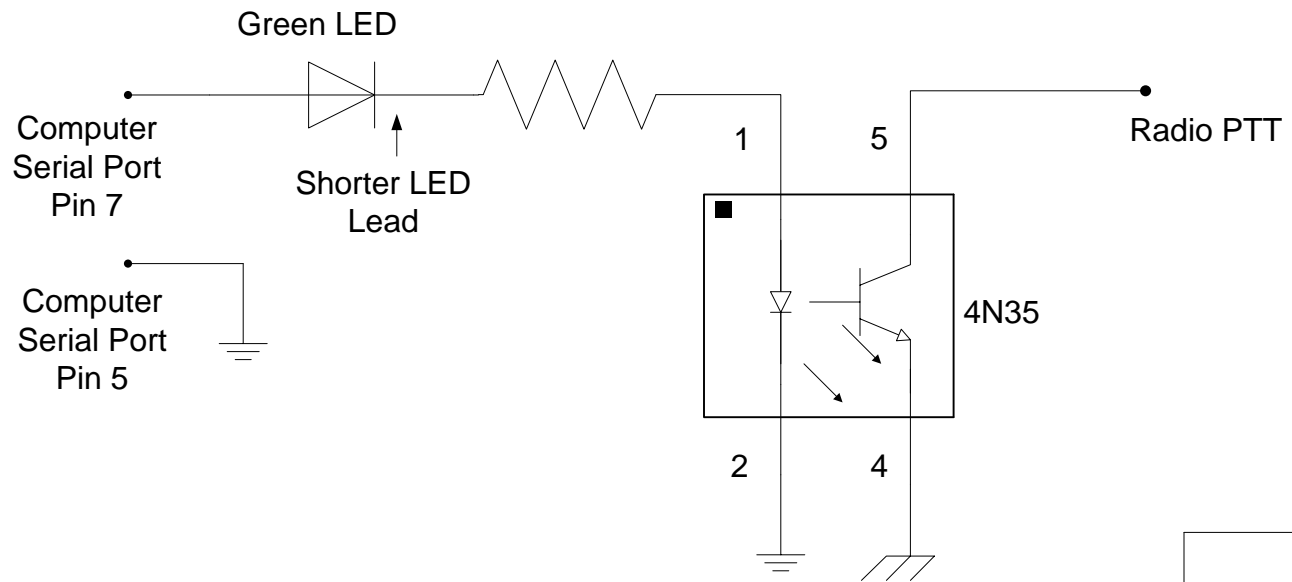 Green LED
Computer
Serial Port
Pin 7
Shorter LED
Lead
1
5
Radio PTT
Computer
Serial Port
Pin 5
4N35
2
4